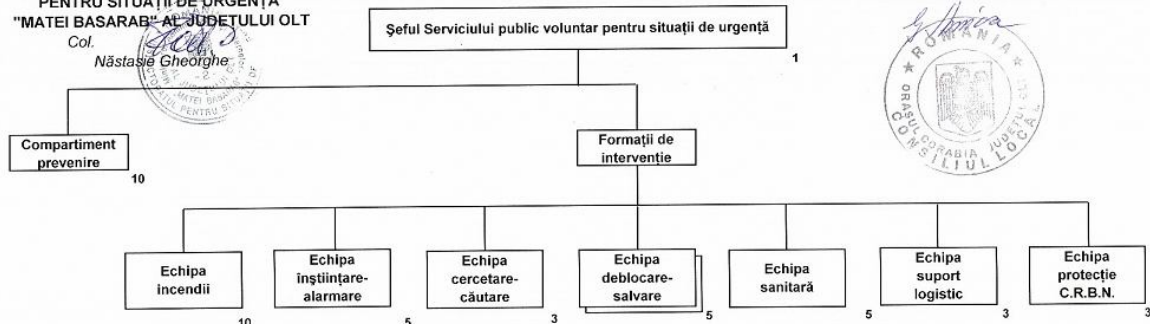 PENTRU SITUAȚII DE URGENȚĂ
"MATEI BASARAB" AL JUDEȚULUI OLT
Col.
Năstasie Gheorghe
Șeful Serviciului public voluntar pentru situații de urgență
1
ROMÂNIA
ORAȘUL CORABIA JUDEȚUL
CONSILIUL LOCAL
Compartiment
prevenire
10
Formații de
intervenție
Echipa
incendii
10
Echipa
înștiințare-
alarmare
5
Echipa
cercetare-
căutare
3
Echipa
deblocare-
salvare
5
Echipa
sanitară
5
Echipa
suport
logistic
3
Echipa
protecție
C.R.B.N.
3